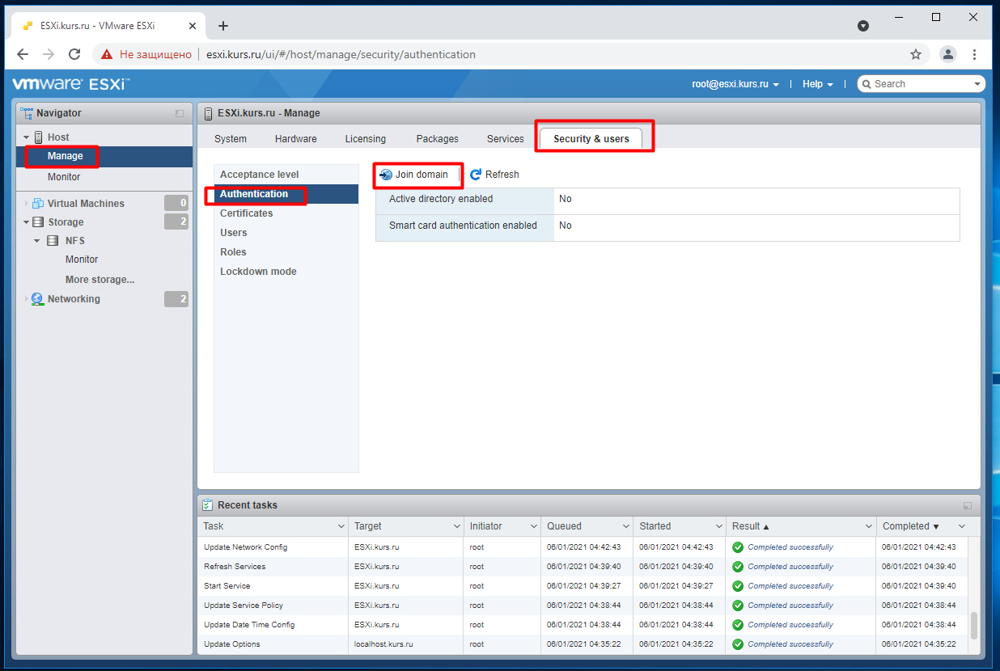 ESXi.kurs.ru - VMware ESXi
Не защищено esxi.kurs.ru/ui/#/host/manage/security/authentication
vmware® ESXi™ root@esxi.kurs.ru Help Search
Navigator
Host
Manage
Monitor
Virtual Machines 0
Storage 2
NFS
Monitor
More storage...
Networking 2
ESXi.kurs.ru - Manage
System Hardware Licensing Packages Services Security & users
Acceptance level
Authentication
Certificates
Users
Roles
Lockdown mode
Join domain Refresh
Active directory enabled No
Smart card authentication enabled No
Recent tasks
Task Target Initiator Queued Started Result Completed
Update Network Config ESXi.kurs.ru root 06/01/2021 04:42:43 06/01/2021 04:42:43 Completed successfully 06/01/2021 04:42:43
Refresh Services ESXi.kurs.ru root 06/01/2021 04:39:40 06/01/2021 04:39:40 Completed successfully 06/01/2021 04:39:40
Start Service ESXi.kurs.ru root 06/01/2021 04:39:27 06/01/2021 04:39:27 Completed successfully 06/01/2021 04:39:40
Update Service Policy ESXi.kurs.ru root 06/01/2021 04:38:44 06/01/2021 04:38:44 Completed successfully 06/01/2021 04:38:44
Update Date Time Config ESXi.kurs.ru root 06/01/2021 04:38:44 06/01/2021 04:38:44 Completed successfully 06/01/2021 04:38:44
Update Options localhost.kurs.ru root 06/01/2021 04:35:22 06/01/2021 04:35:22 Completed successfully 06/01/2021 04:35:22